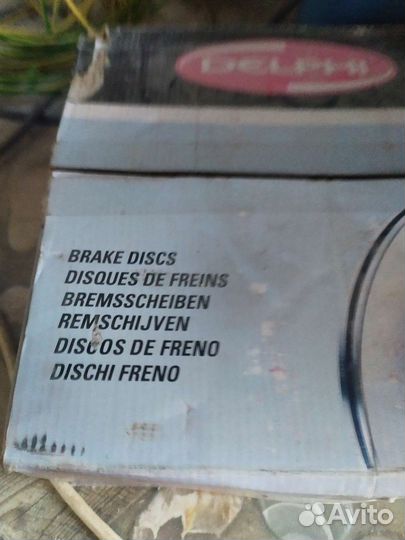 DELPHI
BRAKE DISCS
DISQUES DE FREINS
BREMSSCHEIBEN
REMSCHIJVEN
DISCOS DE FRENO
DISCHI FRENO
Avito